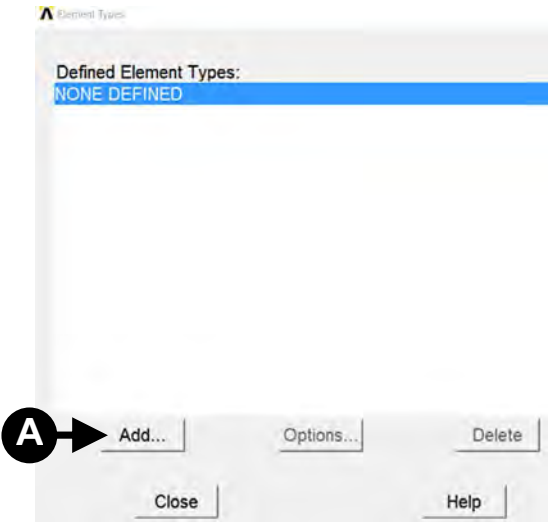 Element Types
Defined Element Types:
NONE DEFINED
A Add... Options... Delete
Close Help